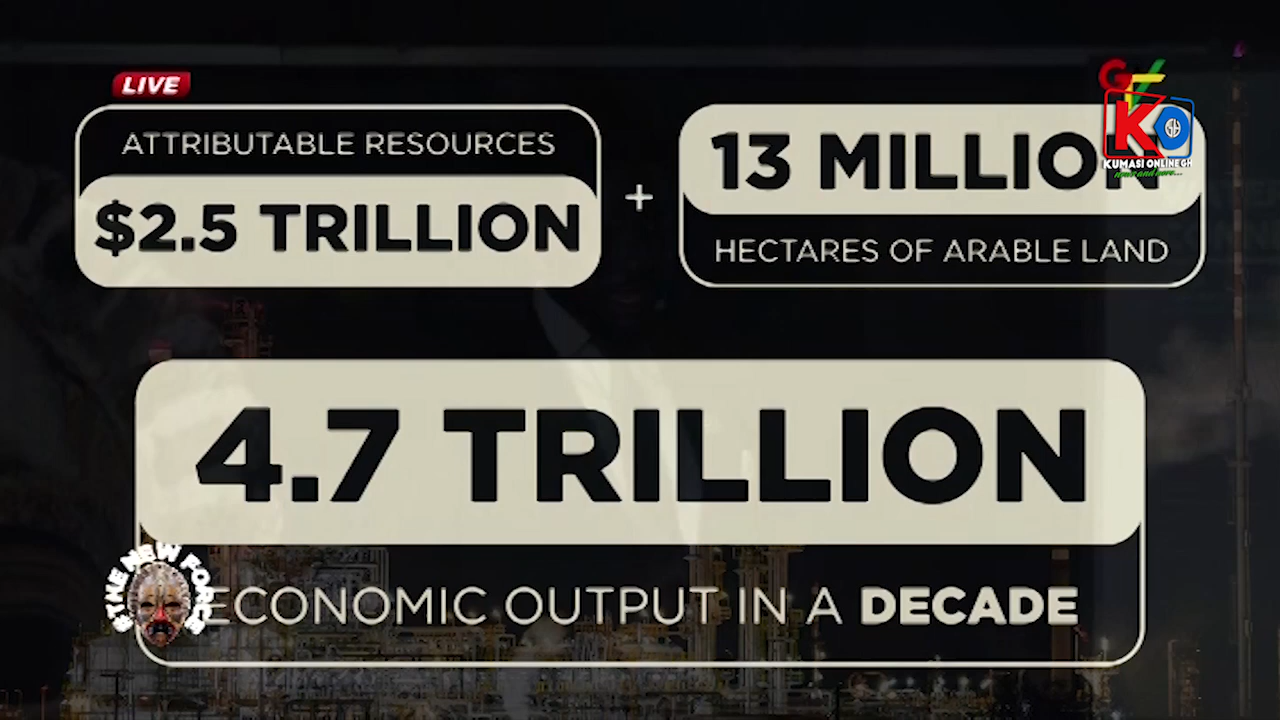 LIVE
ATTRIBUTABLE RESOURCES
$2.5 TRILLION
+
13 MILLION
HECTARES OF ARABLE LAND
KO
KUMASI ONLINE GH
4.7 TRILLION
ECONOMIC OUTPUT IN A DECADE
#THE NEW FORCE